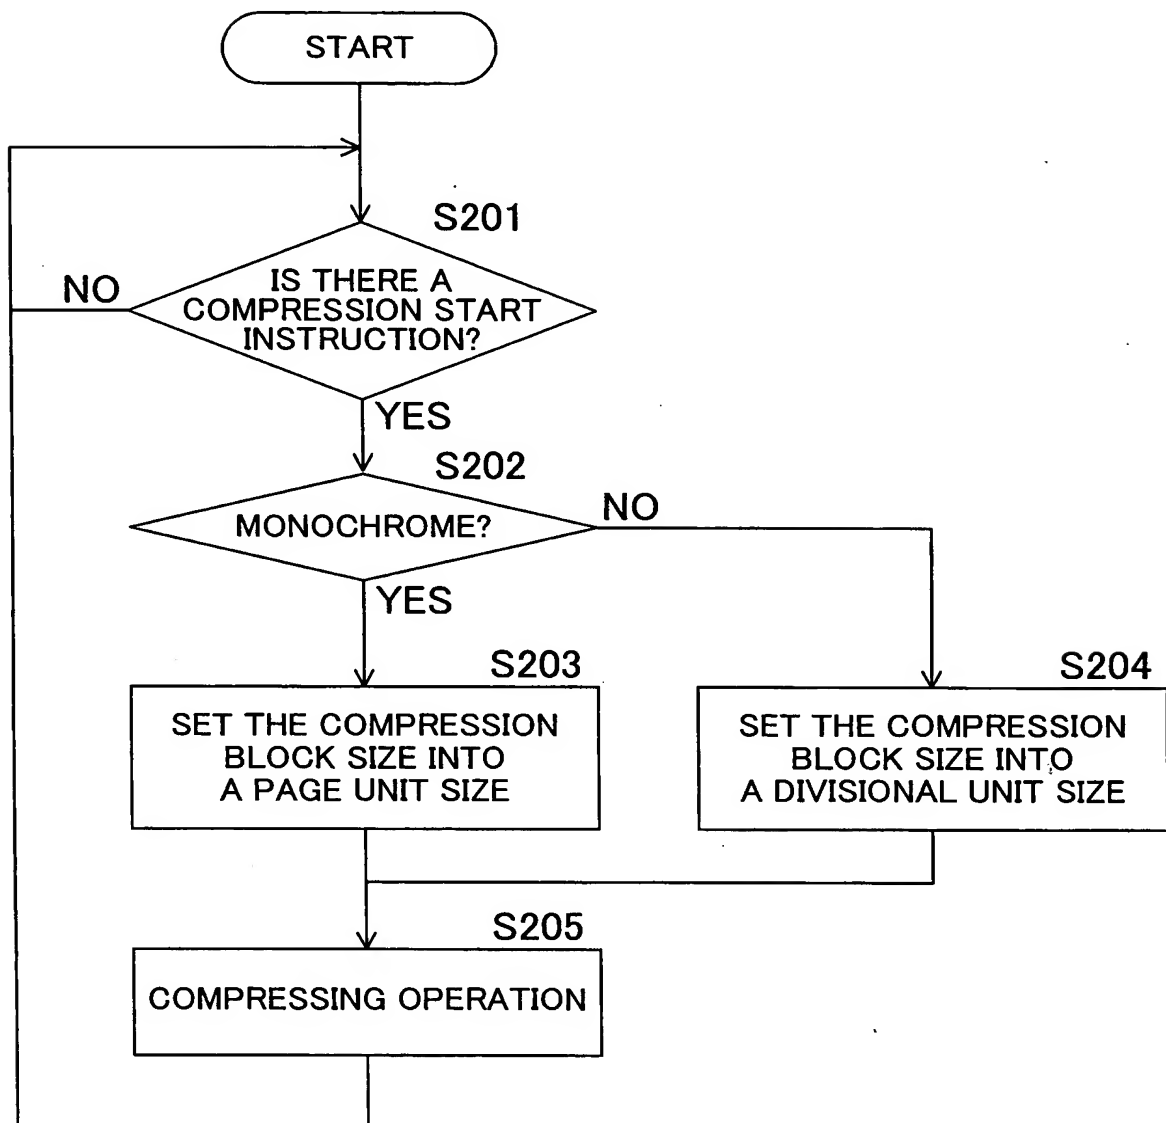 START
S201
NO
IS THERE A
COMPRESSION START
INSTRUCTION?
YES
S202
MONOCHROME?
NO
YES
S203
SET THE COMPRESSION
BLOCK SIZE INTO
A PAGE UNIT SIZE
S204
SET THE COMPRESSION
BLOCK SIZE INTO
A DIVISIONAL UNIT SIZE
S205
COMPRESSING OPERATION